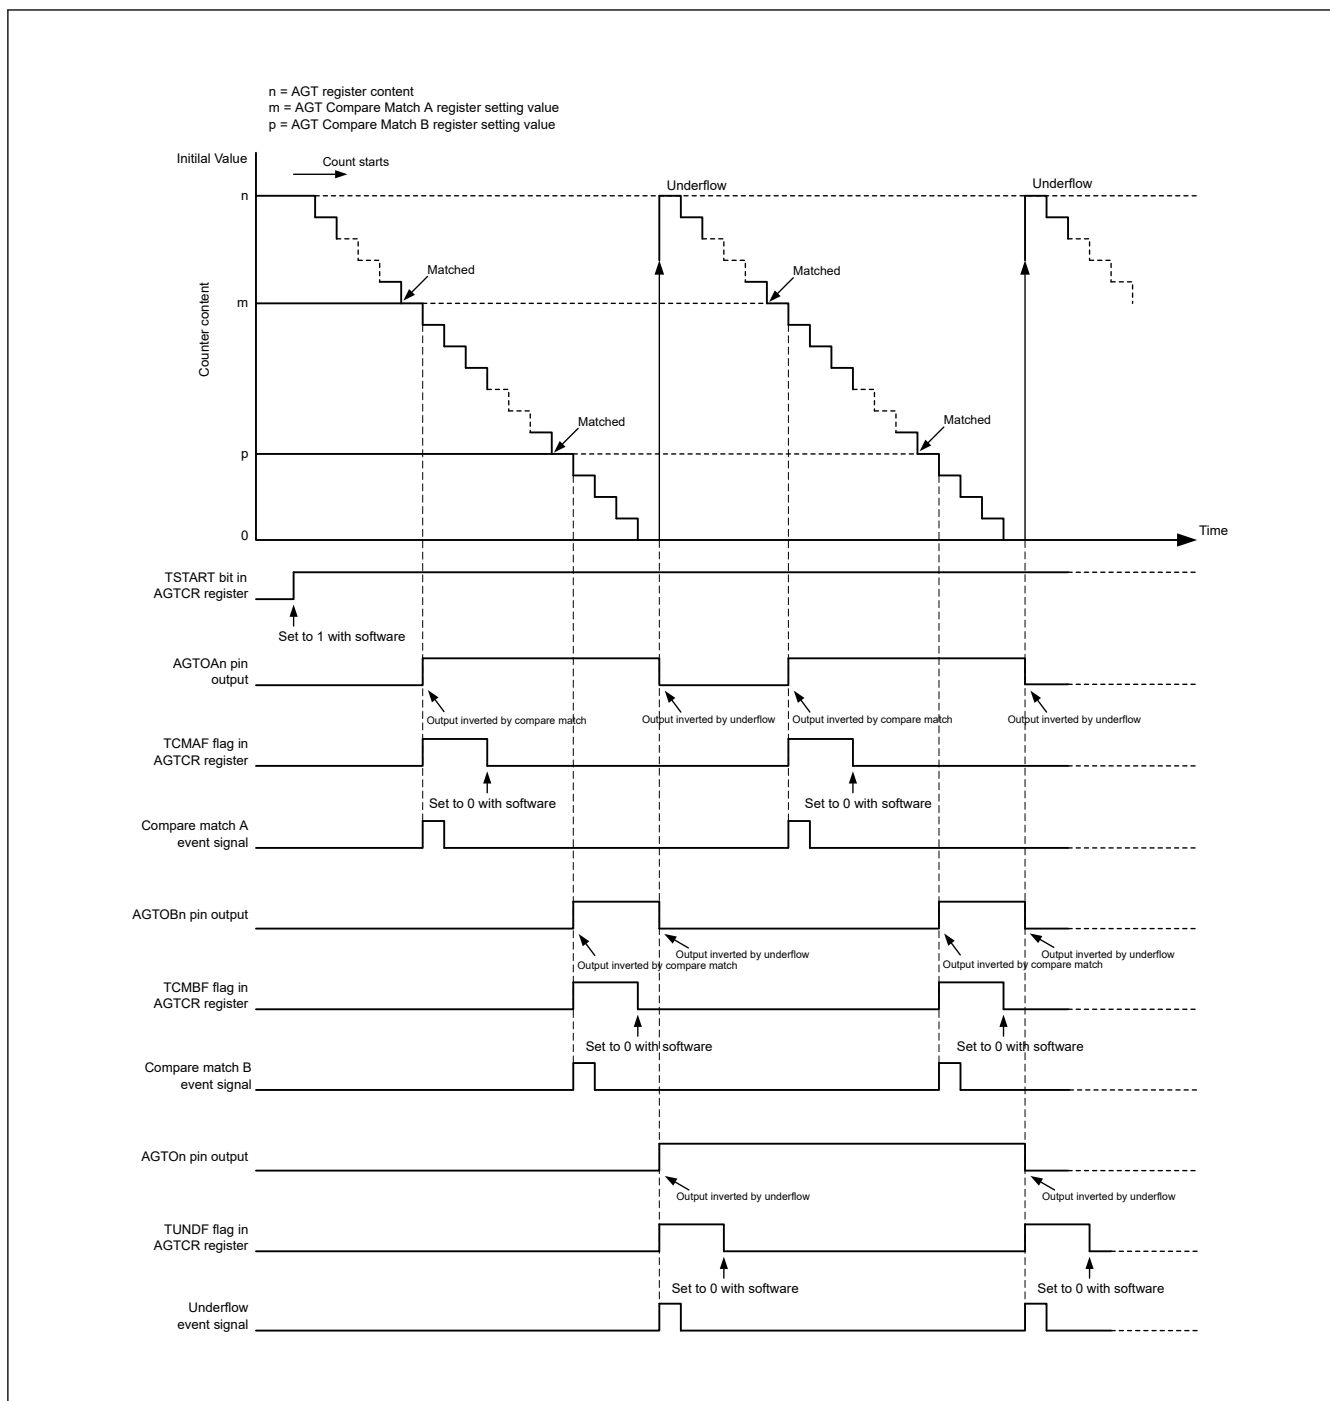 n = AGT register content
m = AGT Compare Match A register setting value
p = AGT Compare Match B register setting value
Initilal Value
Count starts
n
Underflow
Underflow
Matched
Matched
m
Counter content
Matched
Matched
p
0
Time
TSTART bit in
AGTCR register
Set to 1 with software
AGTOAn pin
output
Output inverted by compare match
Output inverted by underflow
Output inverted by compare match
Output inverted by underflow
TCMAF flag in
AGTCR register
Set to 0 with software
Set to 0 with software
Compare match A
event signal
AGTOBn pin output
Output inverted by underflow
Output inverted by compare match
Output inverted by underflow
Output inverted by compare match
TCMBF flag in
AGTCR register
Set to 0 with software
Set to 0 with software
Compare match B
event signal
AGTOn pin output
Output inverted by underflow
Output inverted by underflow
TUNDF flag in
AGTCR register
Set to 0 with software
Set to 0 with software
Underflow
event signal